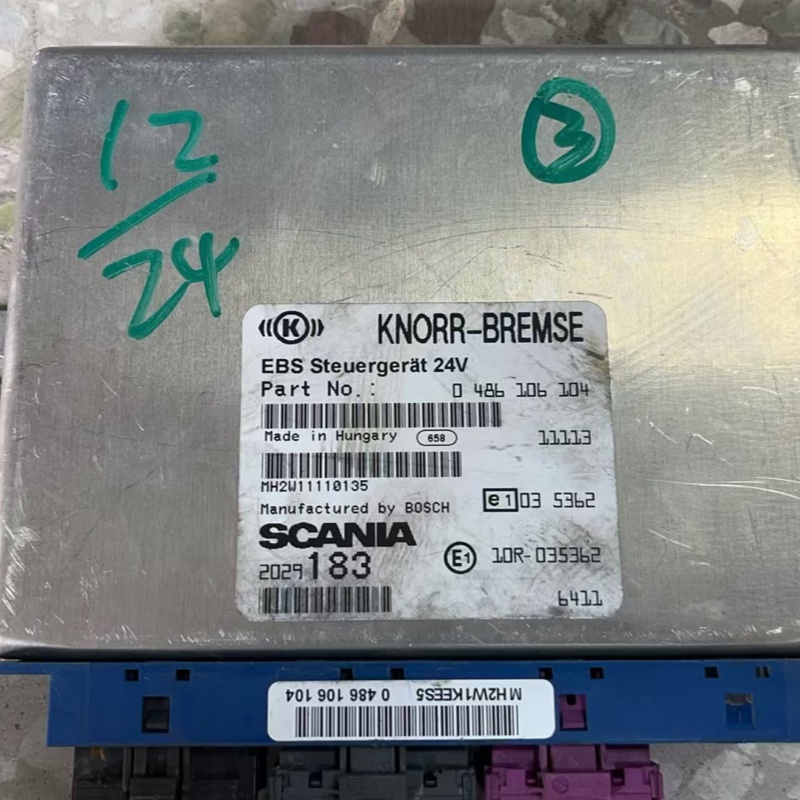 12
24
3
K KNORR-BREMSE
EBS Steuergerät 24V
Part No.: 0 486 106 104
Made in Hungary 658 11113
MH2W11110135
Manufactured by BOSCH e1 03 5362
SCANIA
2029183 E1 10R-035362
6411
MH2W1KEES5
0 486 106 104